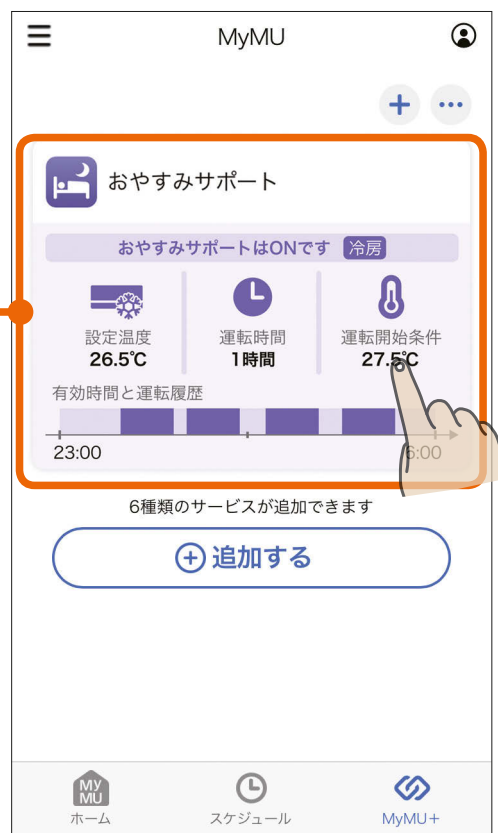 MyMU
おやすみサポート
おやすみサポートはONです 冷房
設定温度 運転時間 運転開始条件
26.5℃ 1時間 27.5℃
有効時間と運転履歴
23:00 6:00
6種類のサービスが追加できます
追加する
MY
MU
ホーム スケジュール MyMU+